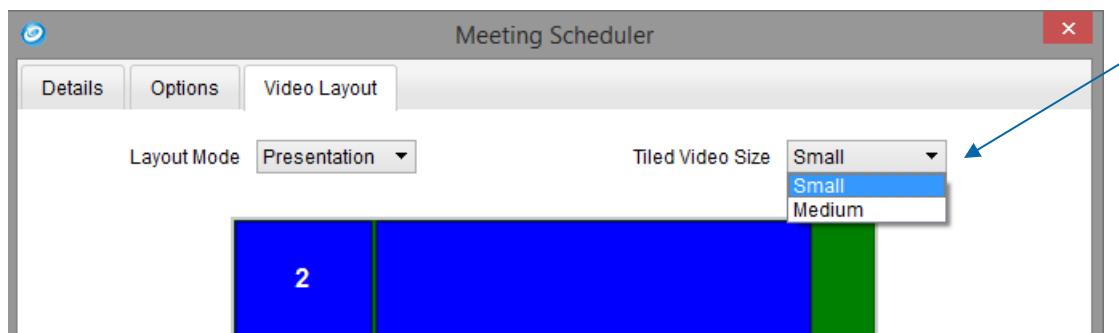 Meeting Scheduler
Details Options Video Layout
Layout Mode Presentation Tiled Video Size Small
Small
Medium
2